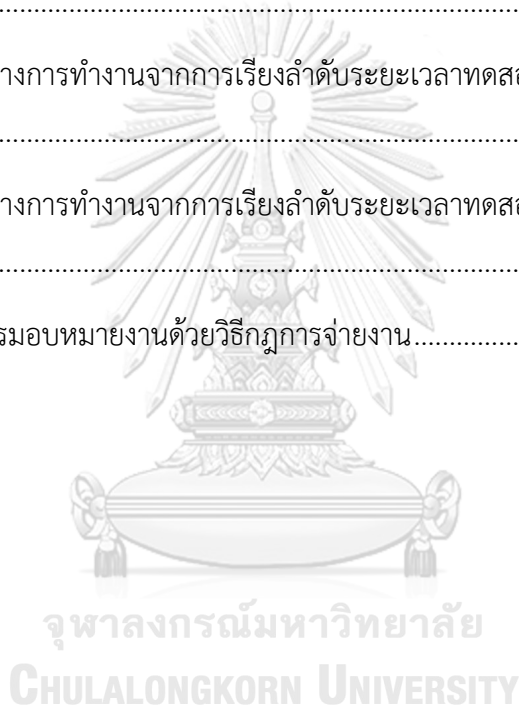 ................................................................
างการทำงานจากการเรียงลำดับระยะเวลาทดส
................................................................
างการทำงานจากการเรียงลำดับระยะเวลาทดส
................................................................
รมอบหมายงานด้วยวิธีกฎการจ่ายงาน................
จุฬาลงกรณ์มหาวิทยาลัย
CHULALONGKORN UNIVERSITY